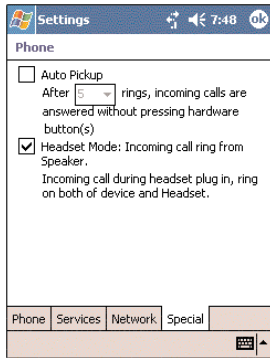 Settings 7:48 ok
Phone
Auto Pickup
After 5 rings, incoming calls are
answered without pressing hardware
button(s)
Headset Mode: Incoming call ring from
Speaker.
Incoming call during headset plug in, ring
on both of device and Headset.
Phone Services Network Special